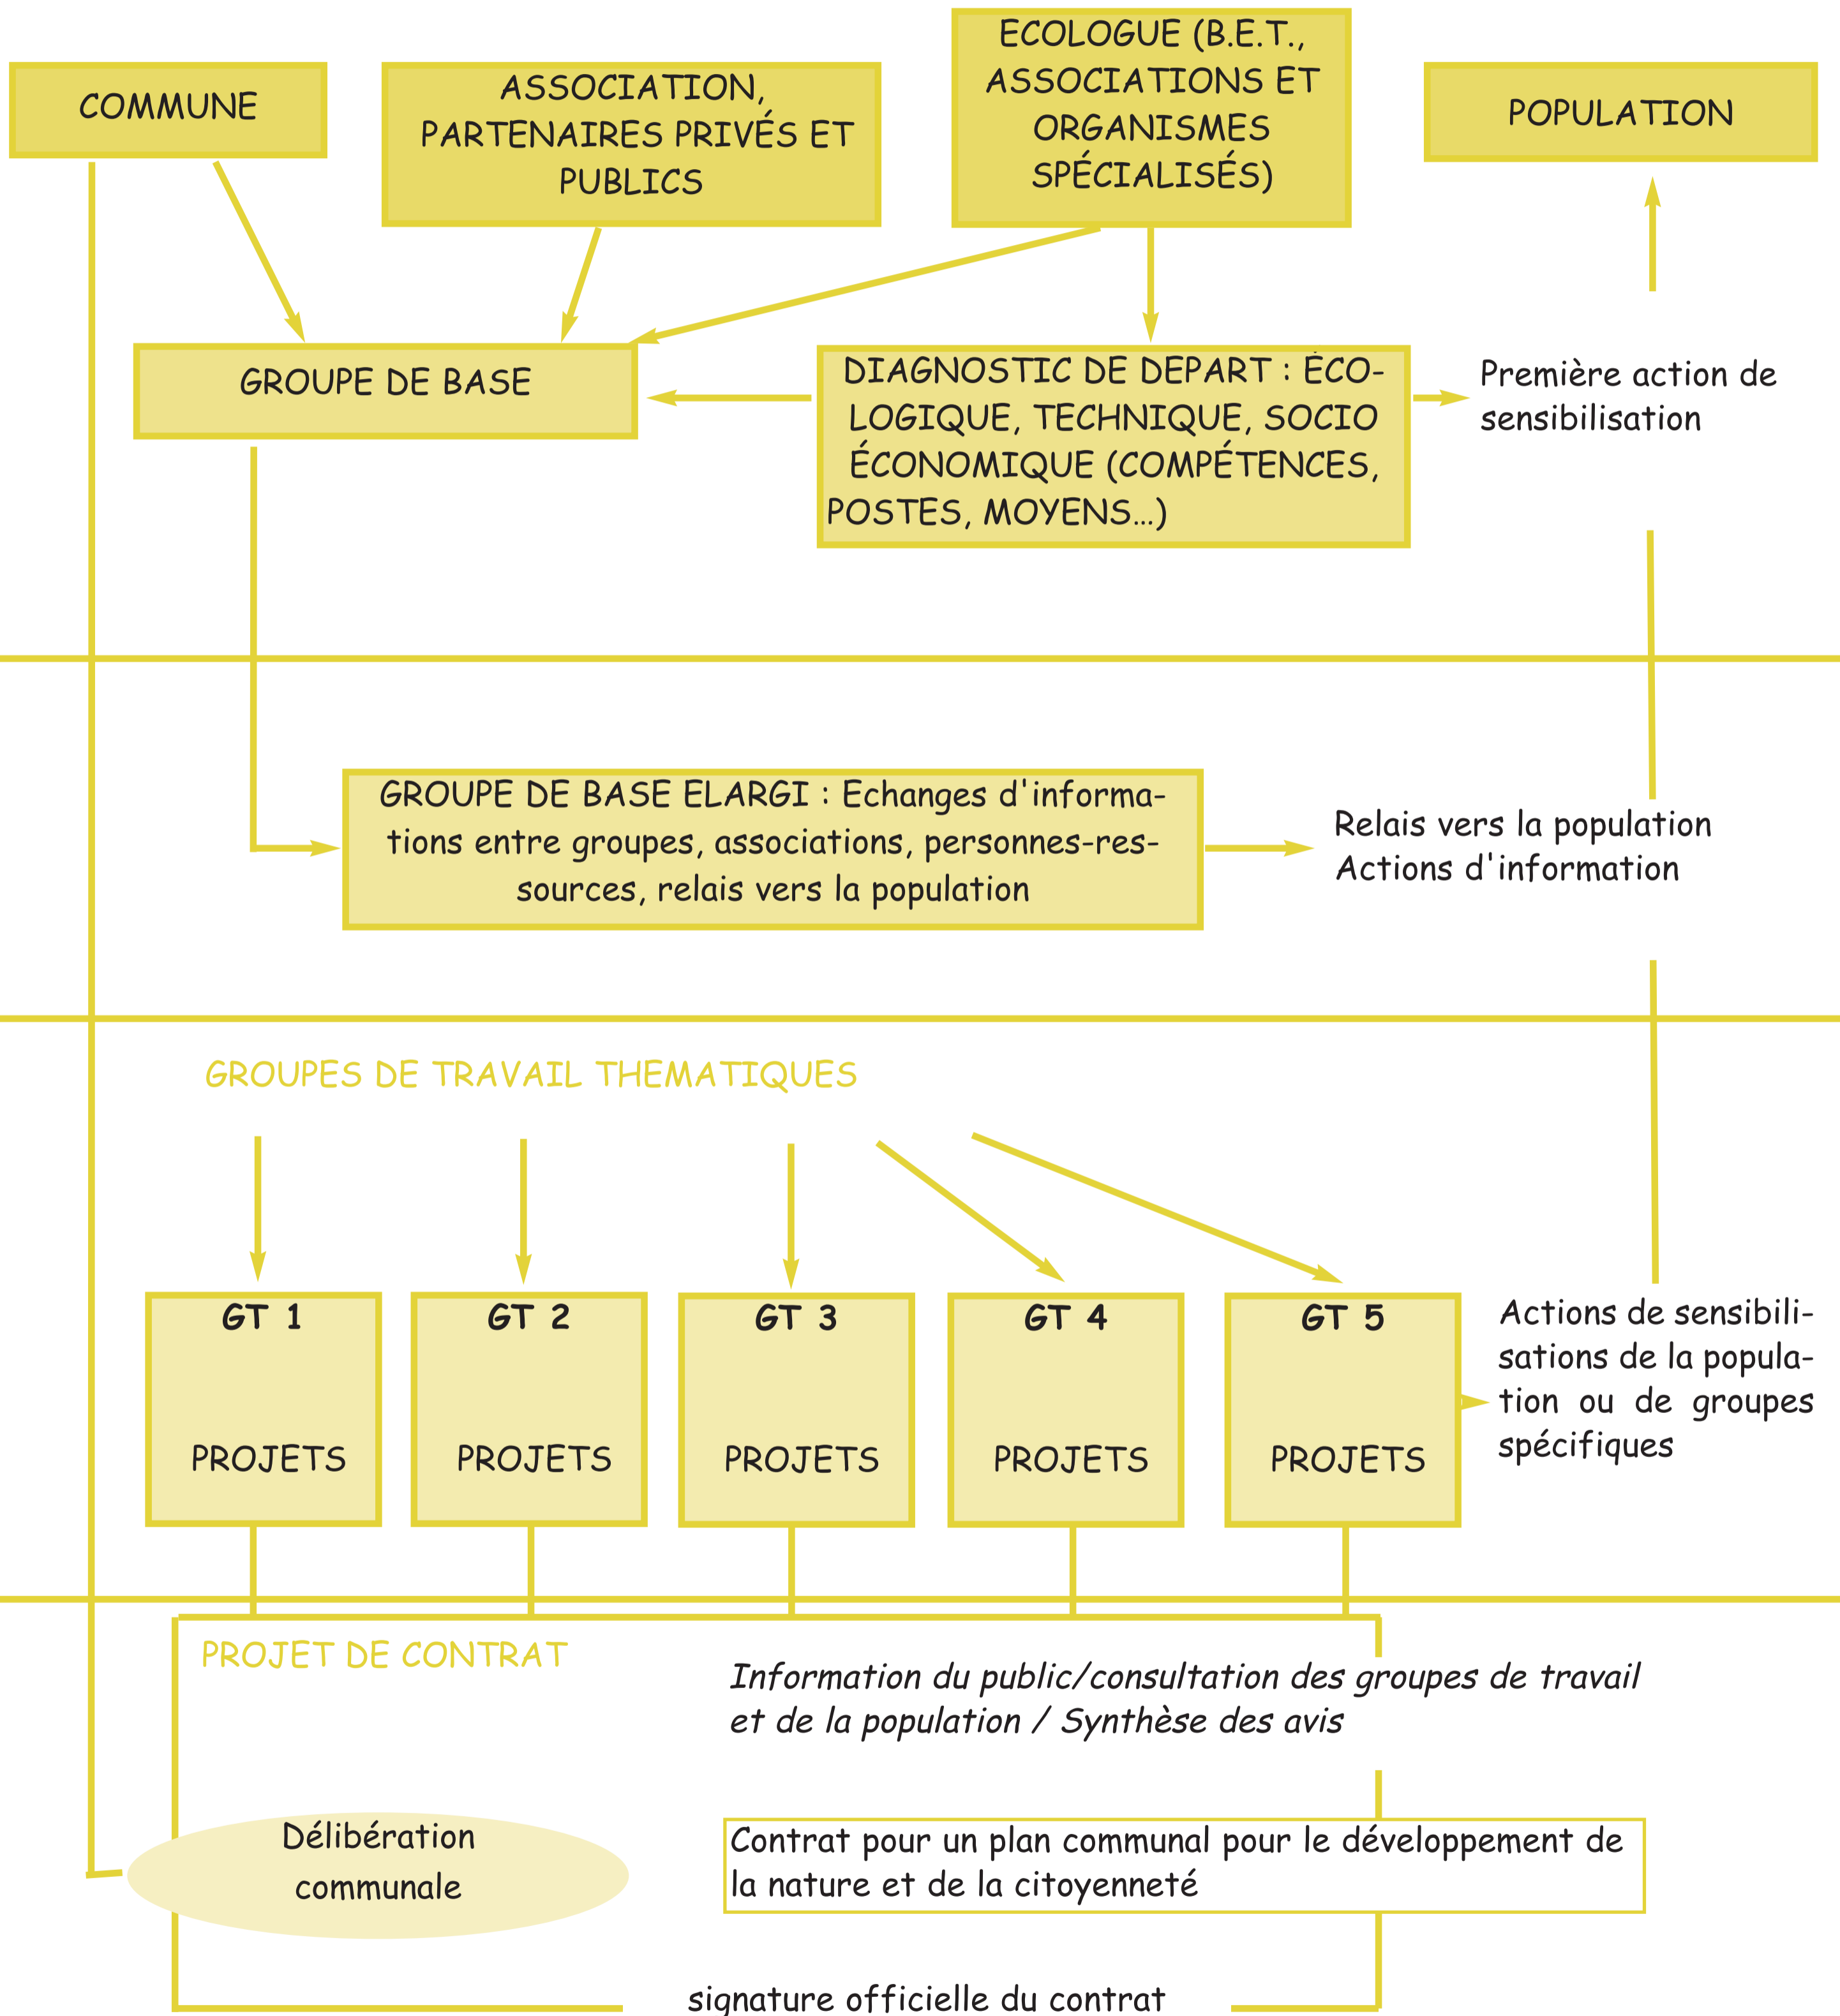 COMMUNE
ASSOCIATION,
PARTENAIRES PRIVÉS ET
PUBLICS
ECOLOGUE (B.E.T.,
ASSOCIATIONS ET
ORGANISMES
SPÉCIALISÉS)
POPULATION
GROUPE DE BASE
DIAGNOSTIC DE DEPART : ÉCO-
LOGIQUE, TECHNIQUE, SOCIO
ÉCONOMIQUE (COMPÉTENCES,
POSTES, MOYENS...)
Première action de
sensibilisation
GROUPE DE BASE ELARGI : Echanges d'informa-
tions entre groupes, associations, personnes-res-
sources, relais vers la population
Relais vers la population
Actions d'information
GROUPES DE TRAVAIL THEMATIQUES
GT 1
PROJETS
GT 2
PROJETS
GT 3
PROJETS
GT 4
PROJETS
GT 5
PROJETS
Actions de sensibili-
sations de la popula-
tion ou de groupes
spécifiques
PROJET DE CONTRAT
Information du public/consultation des groupes de travail
et de la population / Synthèse des avis
Délibération
communale
Contrat pour un plan communal pour le développement de
la nature et de la citoyenneté
signature officielle du contrat